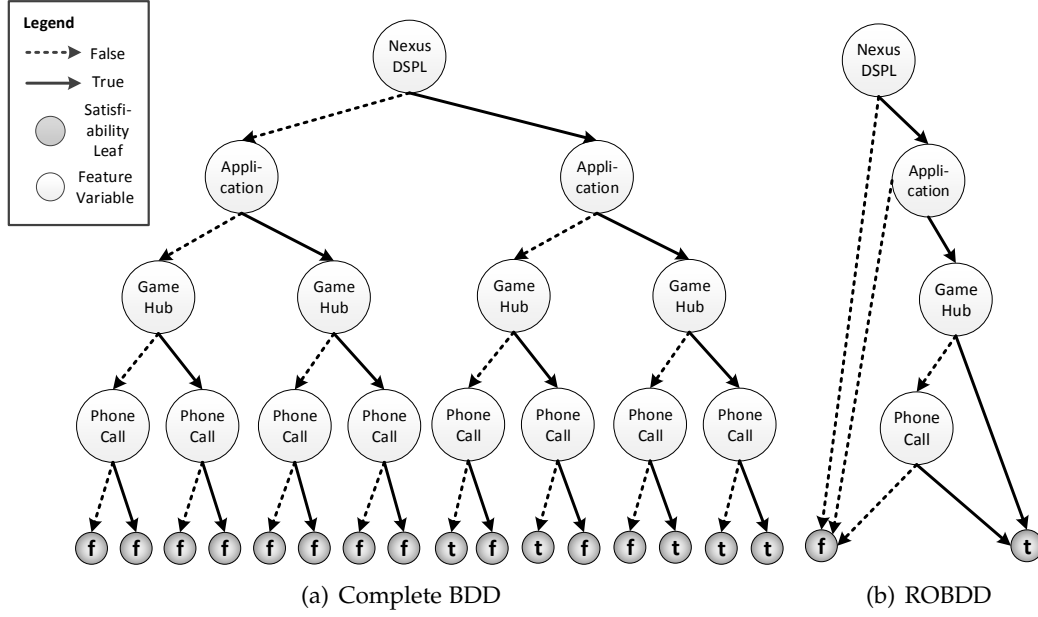 Legend
False
True
Satisfi-
ability
Leaf
Feature
Variable
Nexus
DSPL
Appli-
cation
Appli-
cation
Game
Hub
Game
Hub
Game
Hub
Game
Hub
Phone
Call
Phone
Call
Phone
Call
Phone
Call
Phone
Call
Phone
Call
Phone
Call
Phone
Call
f f f f f f f f t f t f f t t t
(a) Complete BDD
Nexus
DSPL
Appli-
cation
Game
Hub
Phone
Call
f t
(b) ROBDD